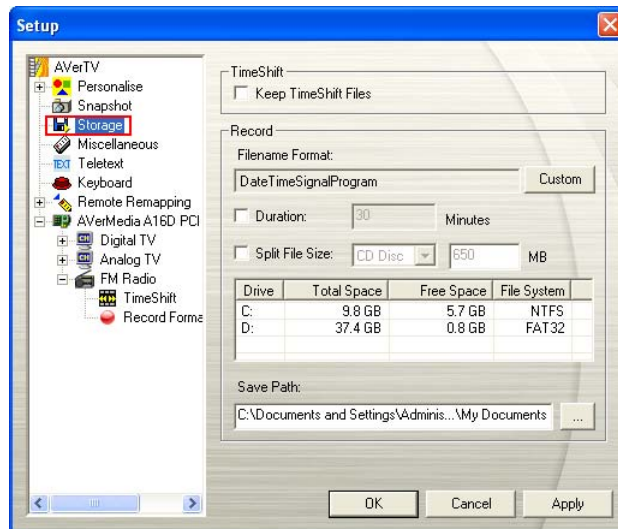 Setup
AVerTV
Personalise
Snapshot
Storage
Miscellaneous
TEXT Teletext
Keyboard
Remote Remapping
AVerMedia A16D PCI
CH Digital TV
CH Analog TV
FM Radio
TimeShift
Record Forma
TimeShift
Keep TimeShift Files
Record
Filename Format:
DateTimeSignalProgram Custom
Duration: 30 Minutes
Split File Size: CD Disc 650 MB
Drive Total Space Free Space File System
C: 9.8 GB 5.7 GB NTFS
D: 37.4 GB 0.8 GB FAT32
Save Path:
C:\Documents and Settings\Adminis...\My Documents ...
OK Cancel Apply